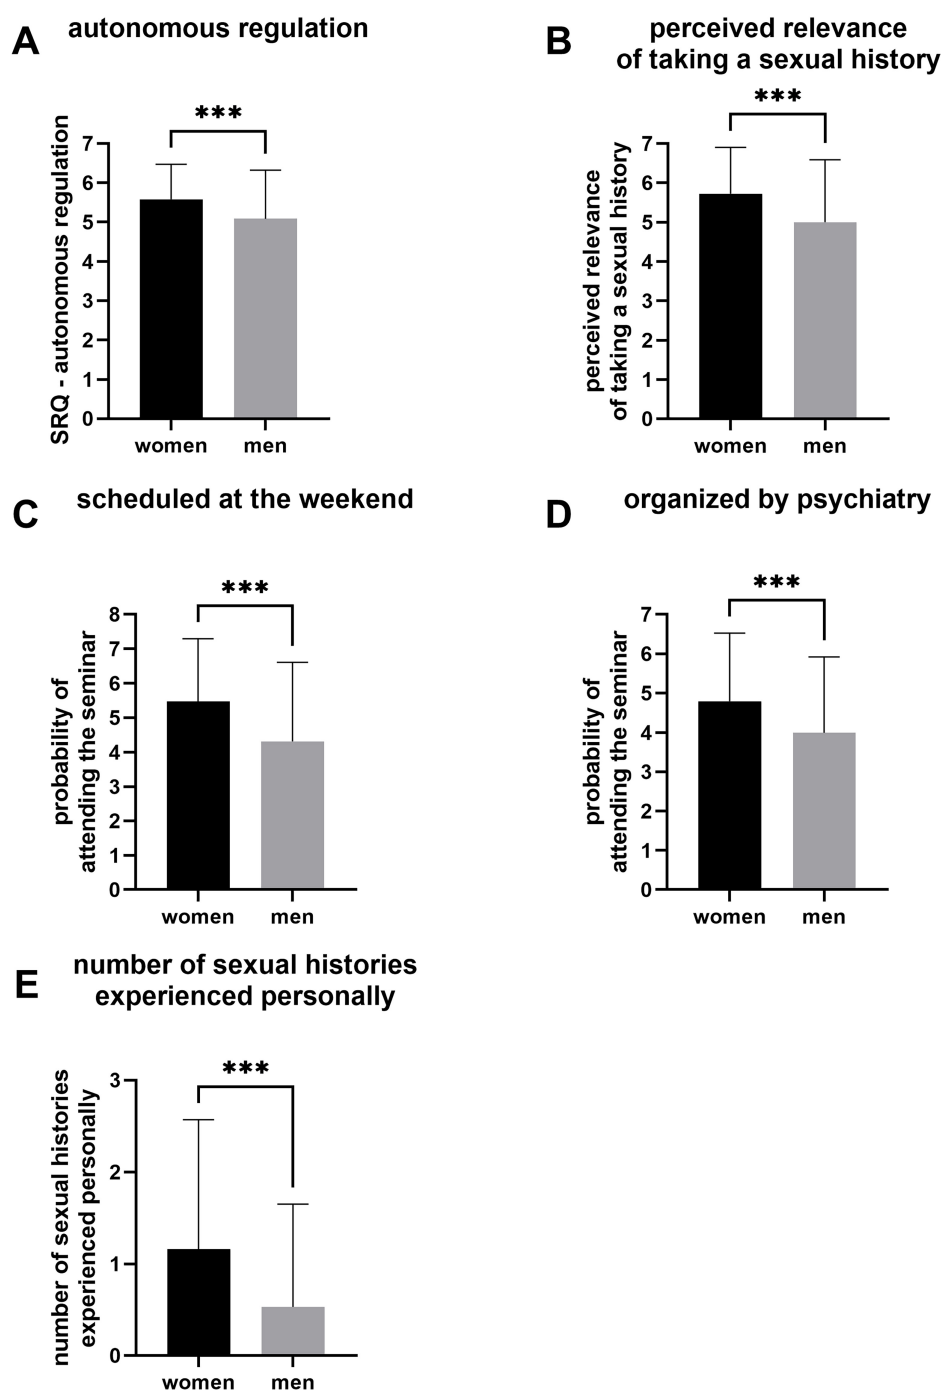 A
autonomous regulation
***
SRQ - autonomous regulation
7
6
5
4
3
2
1
0
women
men
B
perceived relevance
of taking a sexual history
***
perceived relevance
of taking a sexual history
7
6
5
4
3
2
1
0
women
men
C
scheduled at the weekend
***
probability of
attending the seminar
8
7
6
5
4
3
2
1
0
women
men
D
organized by psychiatry
***
probability of
attending the seminar
7
6
5
4
3
2
1
0
women
men
E
number of sexual histories
experienced personally
***
number of sexual histories
experienced personally
3
2
1
0
women
men